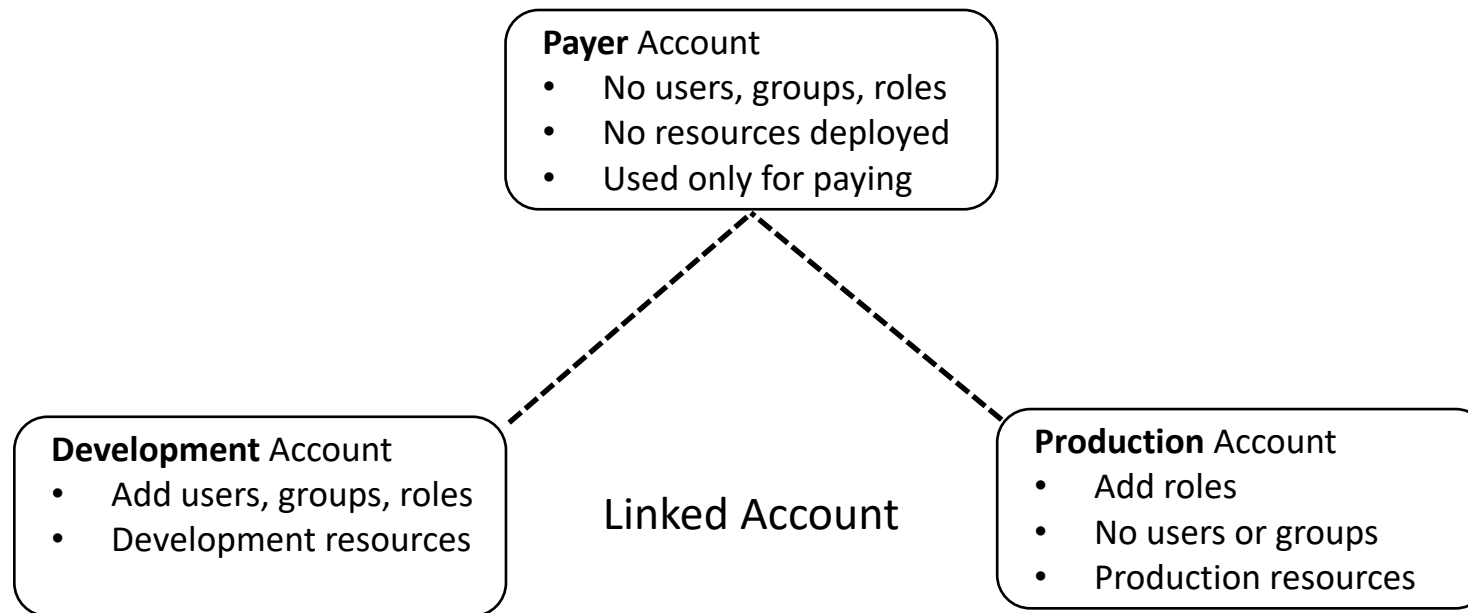 Payer Account
• No users, groups, roles
• No resources deployed
• Used only for paying
Development Account
• Add users, groups, roles
• Development resources
Linked Account
Production Account
• Add roles
• No users or groups
• Production resources